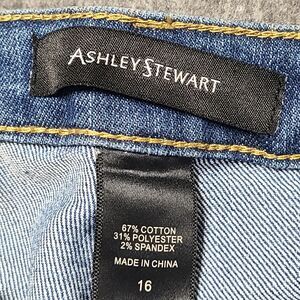 ASHLEY STEWART
67% COTTON
31% POLYESTER
2% SPANDEX
MADE IN CHINA
16